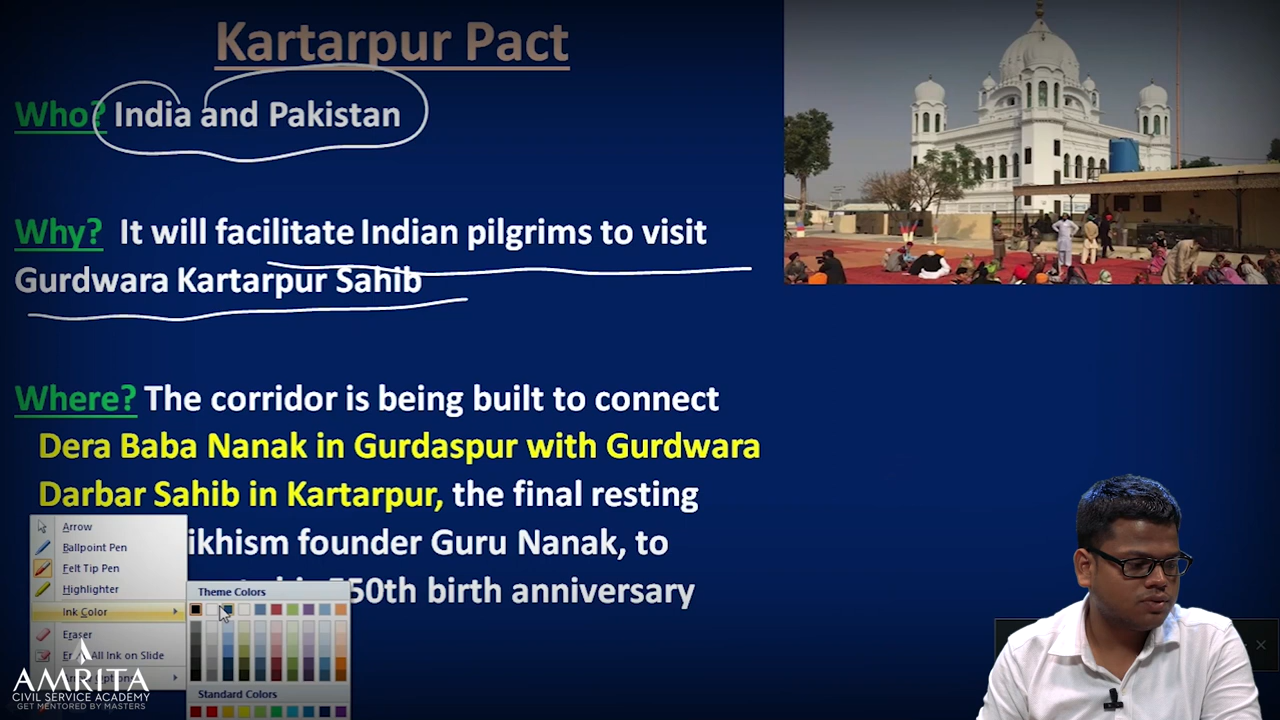 Kartarpur Pact
Who? India and Pakistan
Why? It will facilitate Indian pilgrims to visit
Gurdwara Kartarpur Sahib
Where? The corridor is being built to connect
Dera Baba Nanak in Gurdaspur with Gurdwara
Darbar Sahib in Kartarpur, the final resting
ikhism founder Guru Nanak, to
550th birth anniversary
Arrow
Ballpoint Pen
Felt Tip Pen
Highlighter
Ink Color
Eraser
All Ink on Slide
Theme Colors
Standard Colors
AMRITA
CIVIL SERVICE ACADEMY
GET MENTORED BY MASTERS